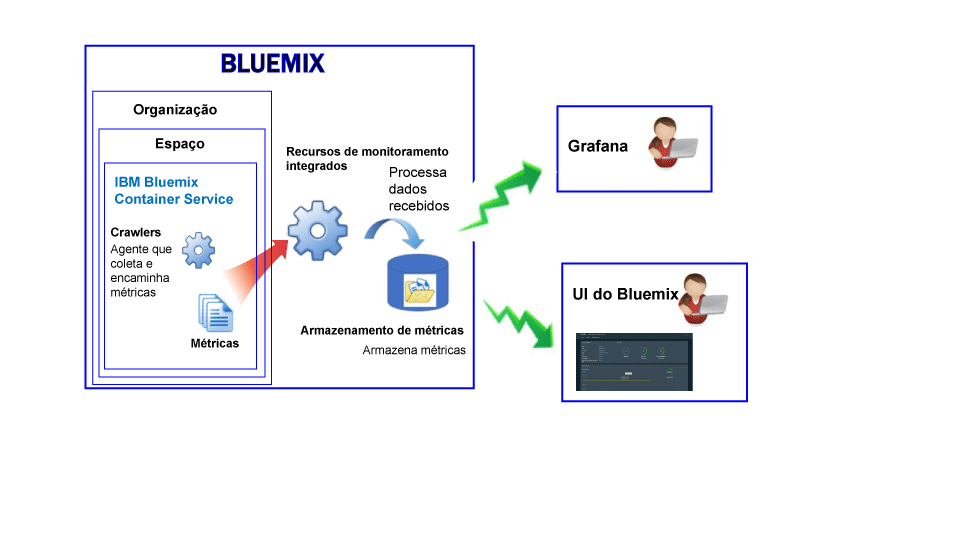 BLUEMIX
Organização
Espaço
IBM Bluemix
Container Service
Crawlers
Agente que
coleta e
encaminha
métricas
Métricas
Recursos de monitoramento
integrados
Processa
dados
recebidos
Armazenamento de métricas
Armazena métricas
Grafana
UI do Bluemix